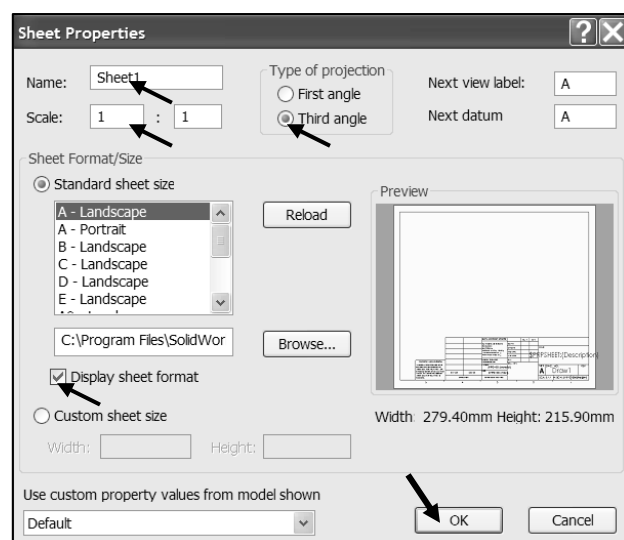 Sheet Properties
Name: Sheet1
Scale: 1 : 1
Type of projection
First angle
Third angle
Next view label: A
Next datum A
Sheet Format/Size
Standard sheet size
A - Landscape
A - Portrait
B - Landscape
C - Landscape
D - Landscape
E - Landscape
Reload
C:\Program Files\SolidWor
Browse...
Display sheet format
Custom sheet size
Width:
Height:
Preview
$PRPSHEET:{Description}
A Draw1
Width: 279.40mm Height: 215.90mm
Use custom property values from model shown
Default
OK
Cancel